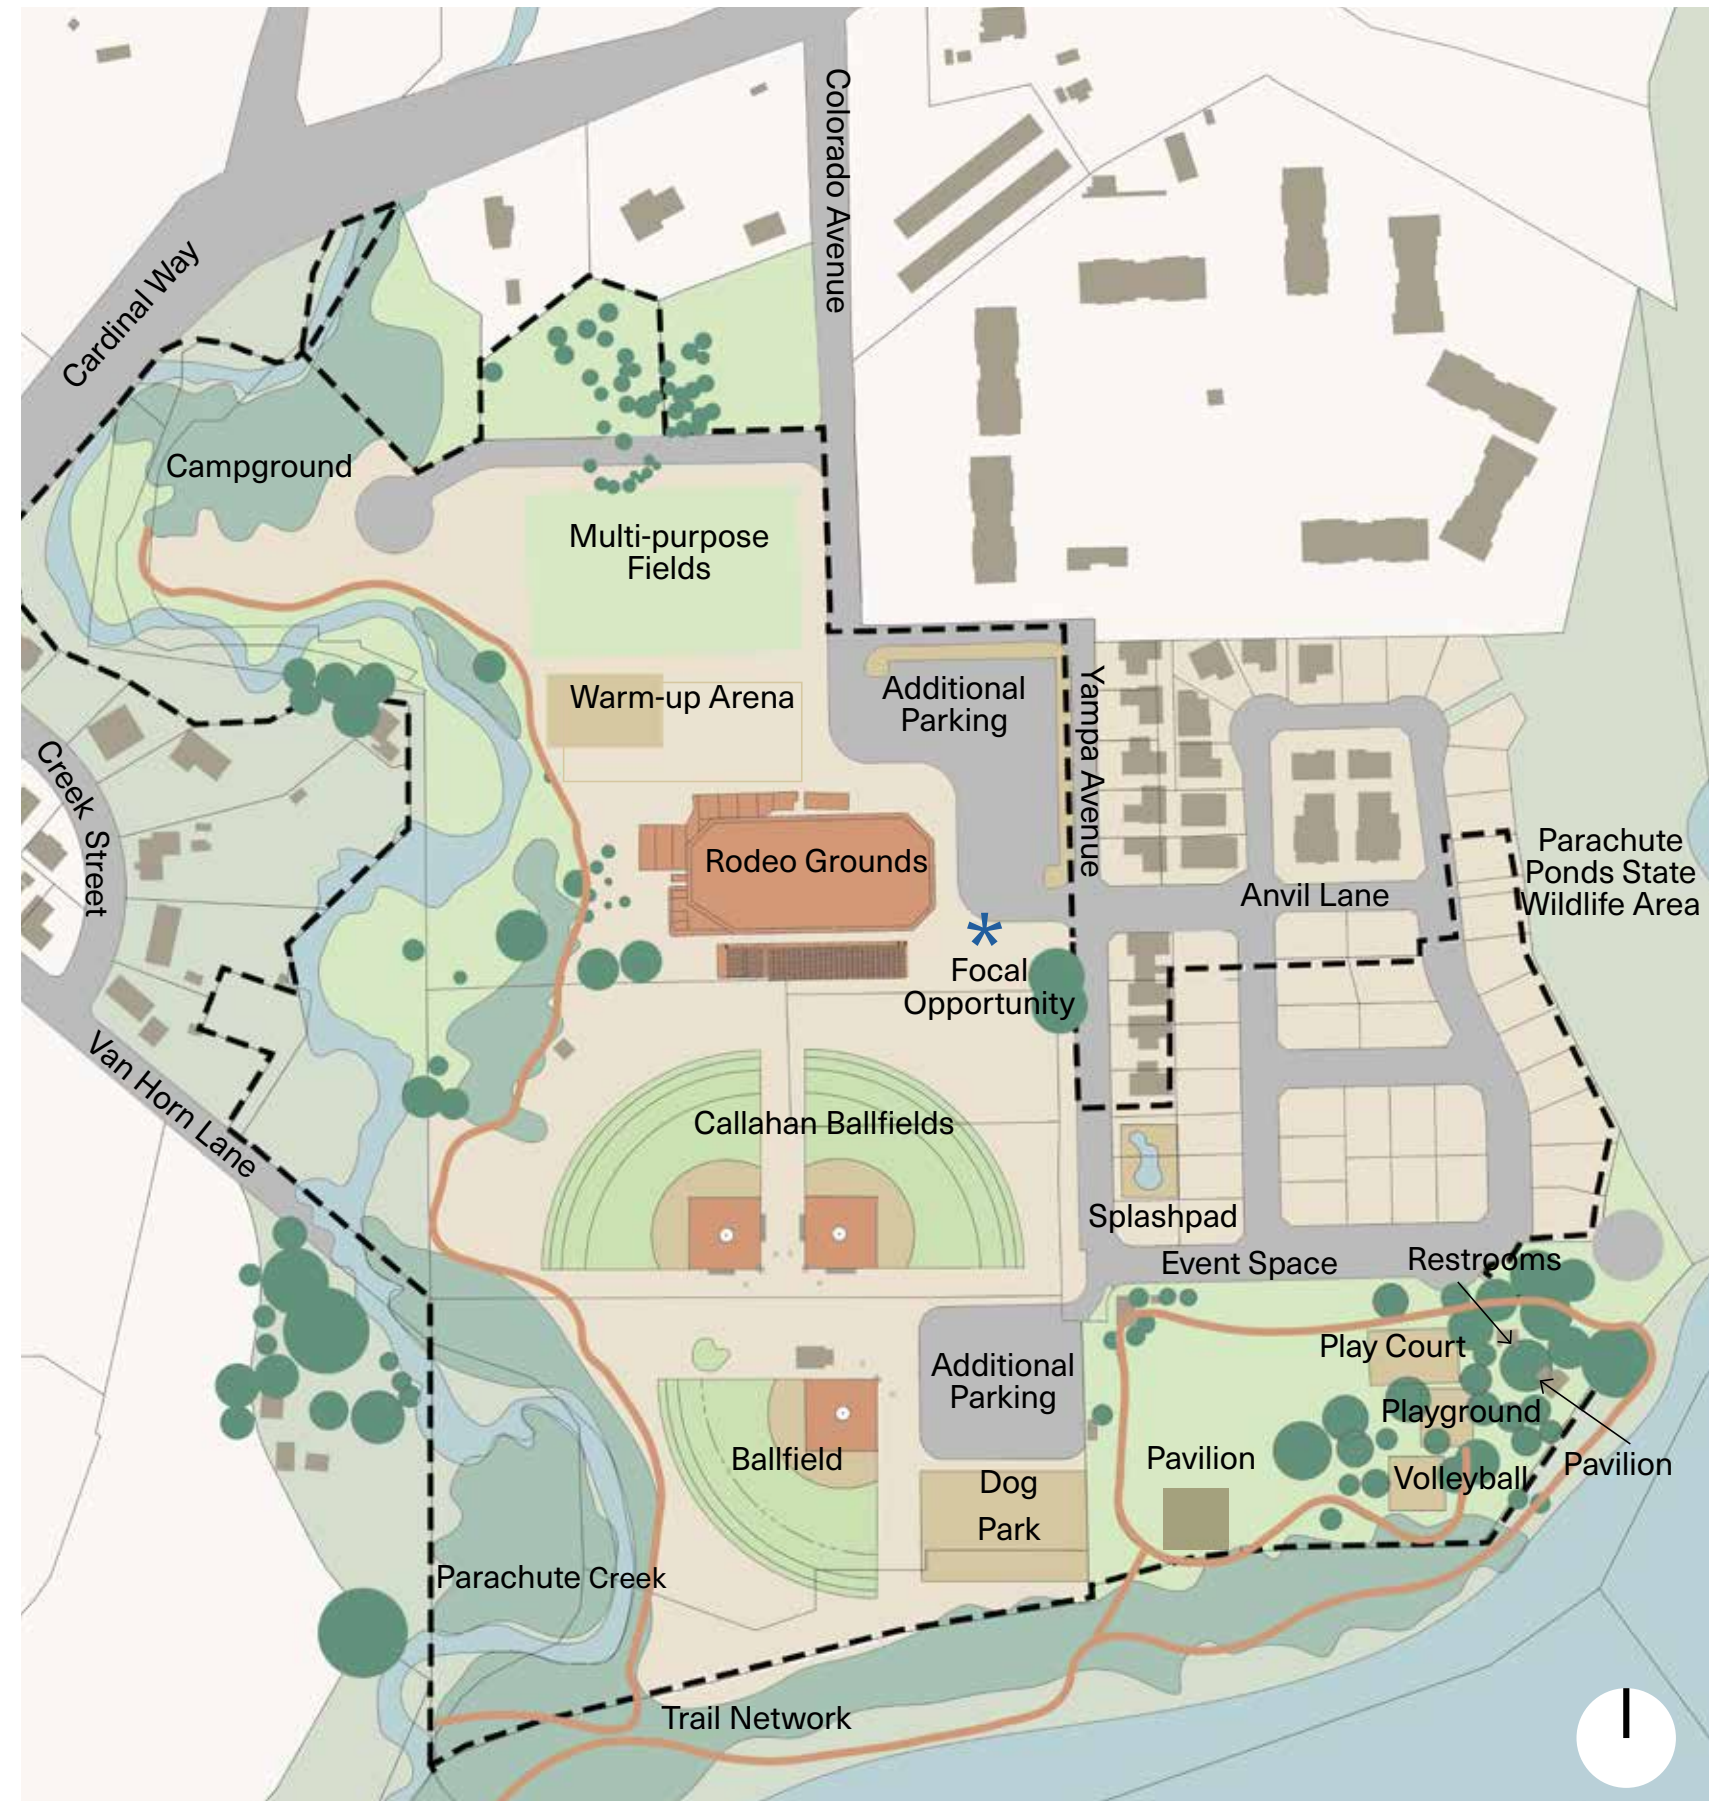 Colorado Avenue
Cardinal Way
Campground
Multi-purpose
Fields
Warm-up Arena
Additional
Parking
Yampa Avenue
Creek Street
Rodeo Grounds
Parachute
Ponds State
Wildlife Area
Anvil Lane
*
Focal
Opportunity
Van Horn Lane
Callahan Ballfields
Splashpad
Event Space
Restrooms
Play Court
Additional
Parking
Playground
Ballfield
Pavilion
Pavilion
Volleyball
Dog
Park
Parachute Creek
Trail Network